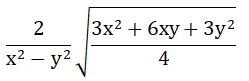 2/(x² − y²) √((3x² + 6xy + 3y²)/4)